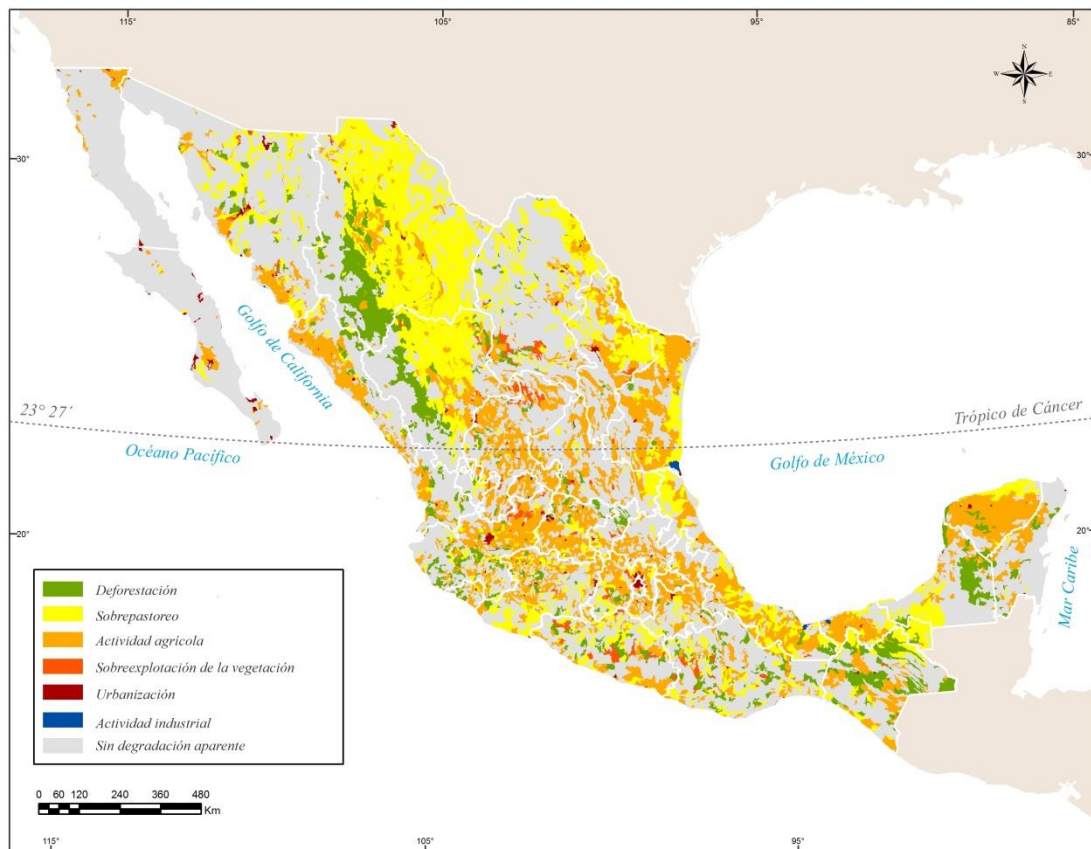 115°
105°
95°
85°
N
W
E
S
30°
30°
Golfo de California
23° 27´
Trópico de Cáncer
Océano Pacífico
Golfo de México
20°
20°
Mar Caribe
Deforestación
Sobrepastoreo
Actividad agrícola
Sobreexplotación de la vegetación
Urbanización
Actividad industrial
Sin degradación aparente
0 60 120 240 360 480
Km
115°
105°
95°